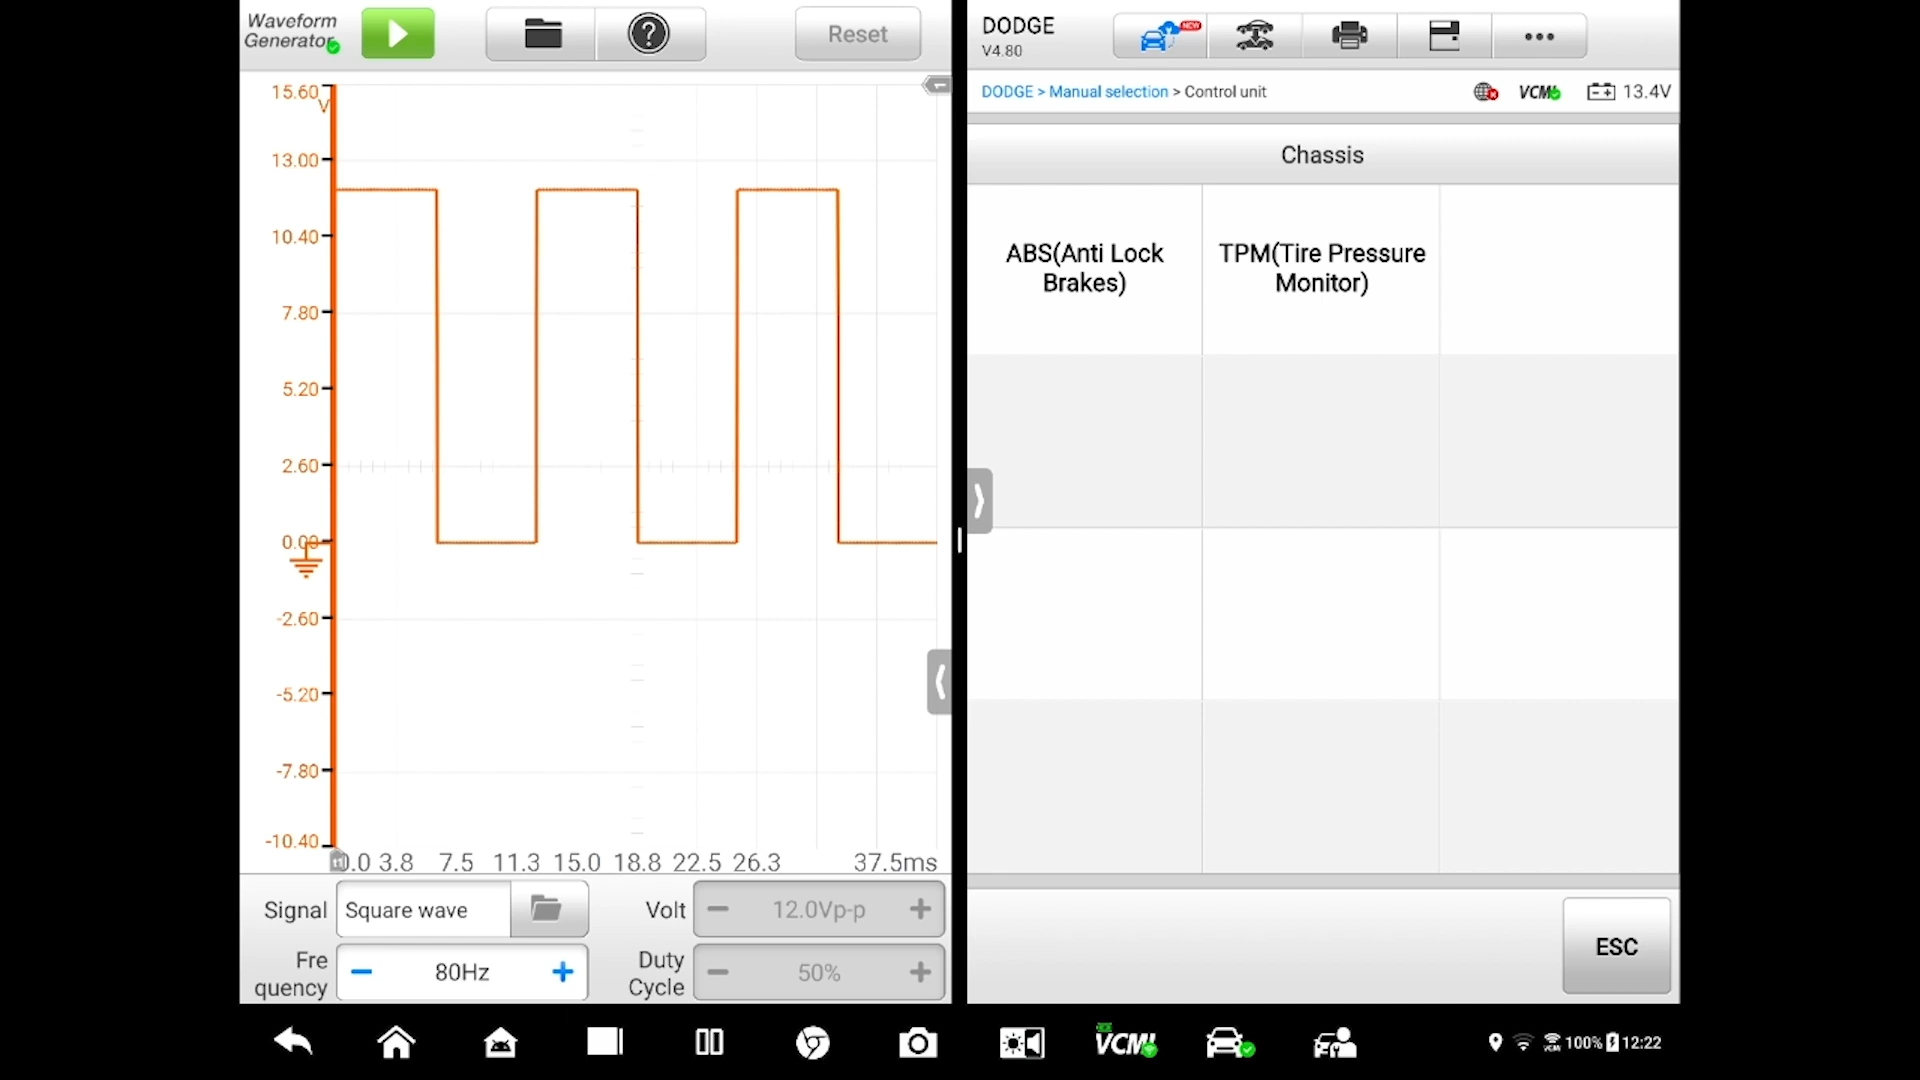 Waveform
Generator
Reset
15.60
V
13.00
10.40
7.80
5.20
2.60
0.00
-2.60
-5.20
-7.80
-10.40
0.0 3.8 7.5 11.3 15.0 18.8 22.5 26.3 37.5ms
Signal Square wave Volt 12.0Vp-p
Fre
quency
80Hz
Duty
Cycle
50%
DODGE
V4.80
NEW
DODGE > Manual selection > Control unit
VCMI
13.4V
Chassis
ABS(Anti Lock
Brakes)
TPM(Tire Pressure
Monitor)
ESC
VCMI
VCMI
100%
12:22